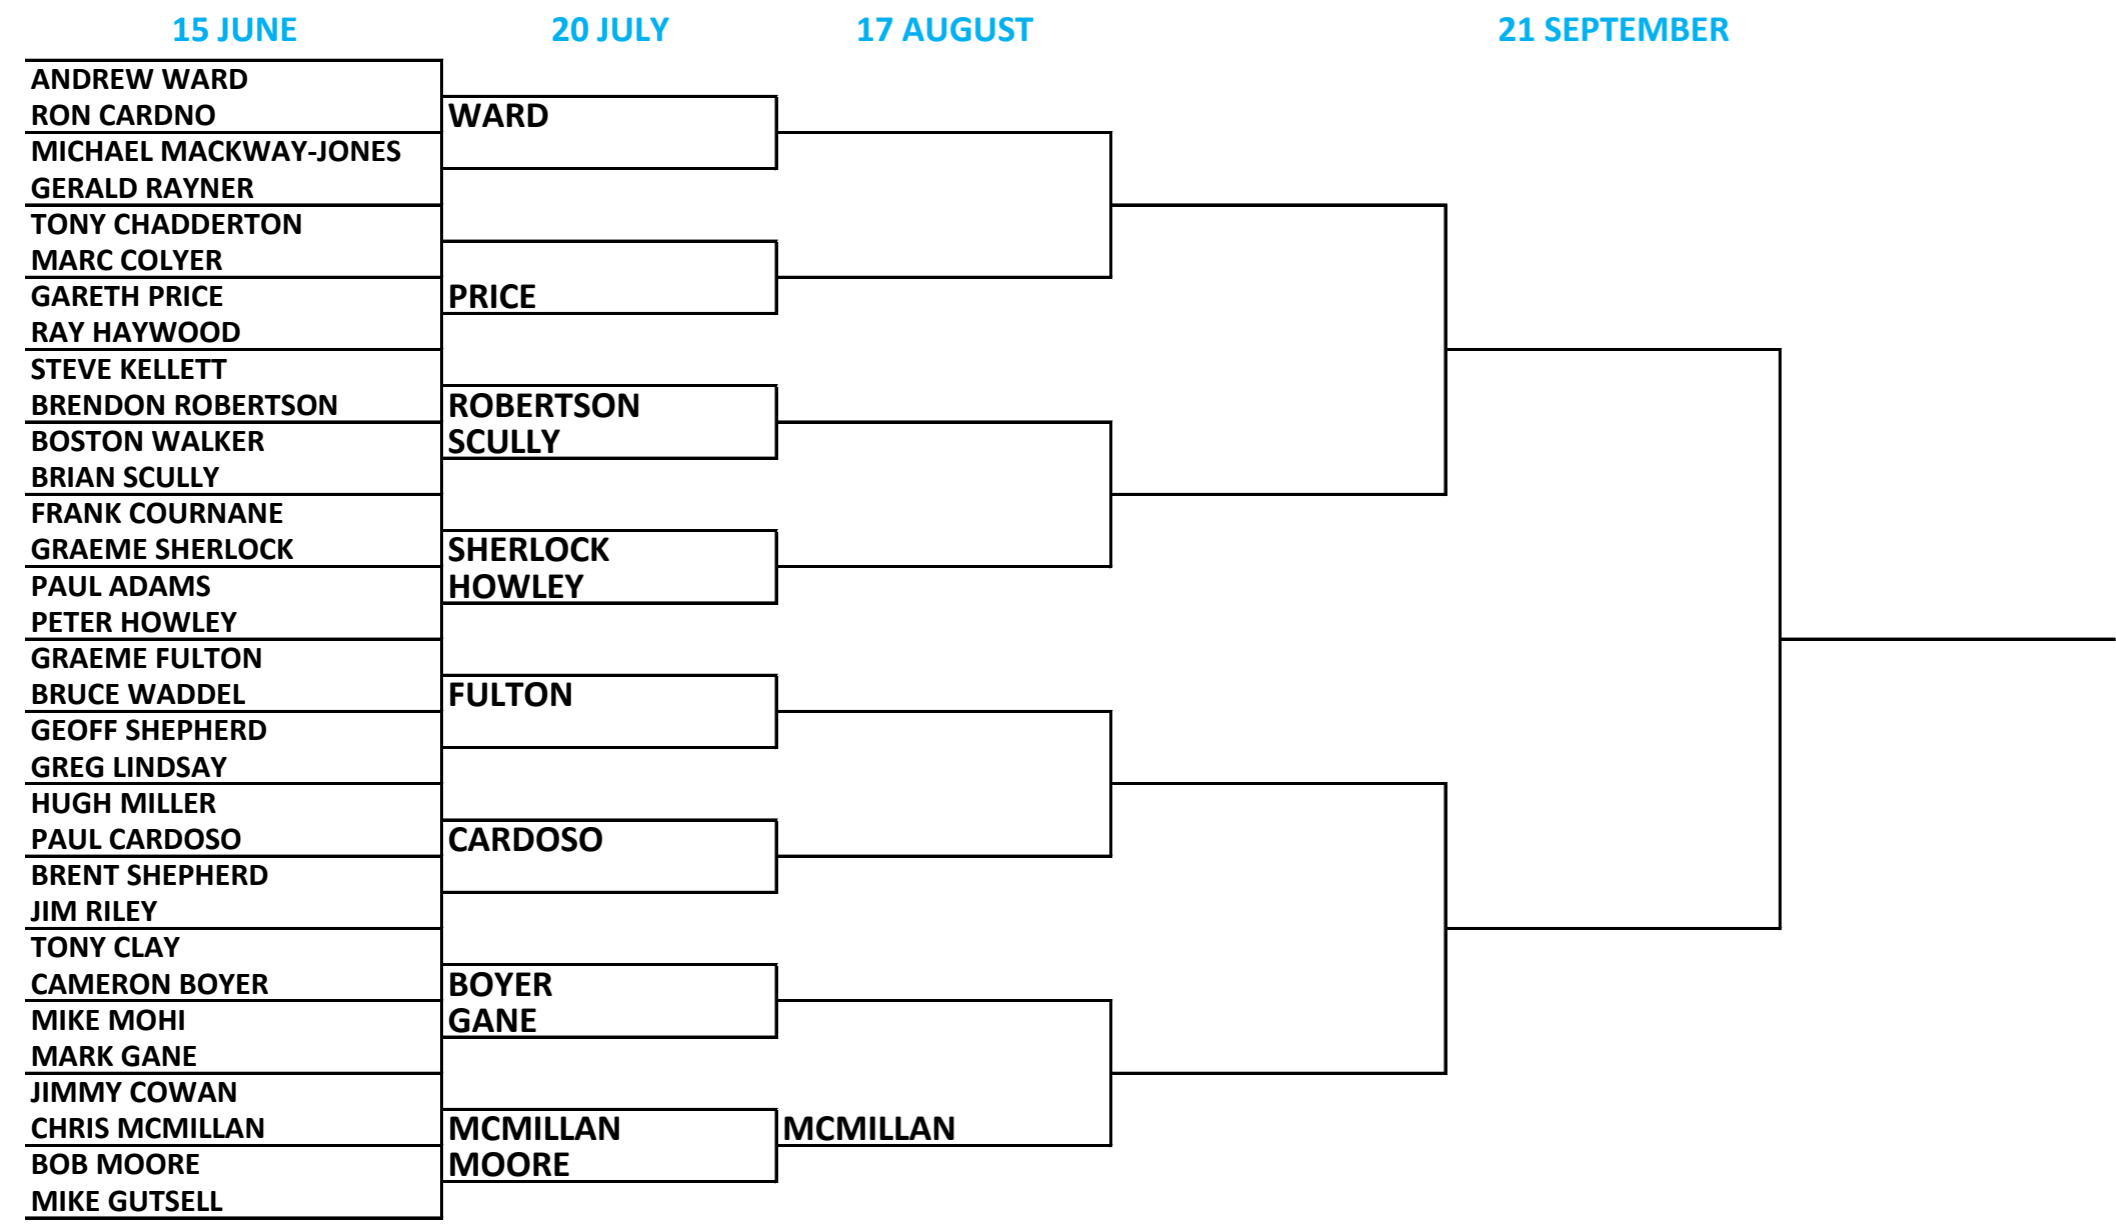 15 JUNE 20 JULY 17 AUGUST 21 SEPTEMBER
ANDREW WARD
RON CARDNO WARD
MICHAEL MACKWAY-JONES
GERALD RAYNER
TONY CHADDERTON
MARC COLYER
GARETH PRICE PRICE
RAY HAYWOOD
STEVE KELLETT
BRENDON ROBERTSON ROBERTSON
BOSTON WALKER SCULLY
BRIAN SCULLY
FRANK COURNANE
GRAEME SHERLOCK SHERLOCK
PAUL ADAMS HOWLEY
PETER HOWLEY
GRAEME FULTON
BRUCE WADDEL FULTON
GEOFF SHEPHERD
GREG LINDSAY
HUGH MILLER
PAUL CARDOSO CARDOSO
BRENT SHEPHERD
JIM RILEY
TONY CLAY
CAMERON BOYER BOYER
MIKE MOHI GANE
MARK GANE
JIMMY COWAN
CHRIS MCMILLAN MCMILLAN MCMILLAN
BOB MOORE MOORE
MIKE GUTSELL